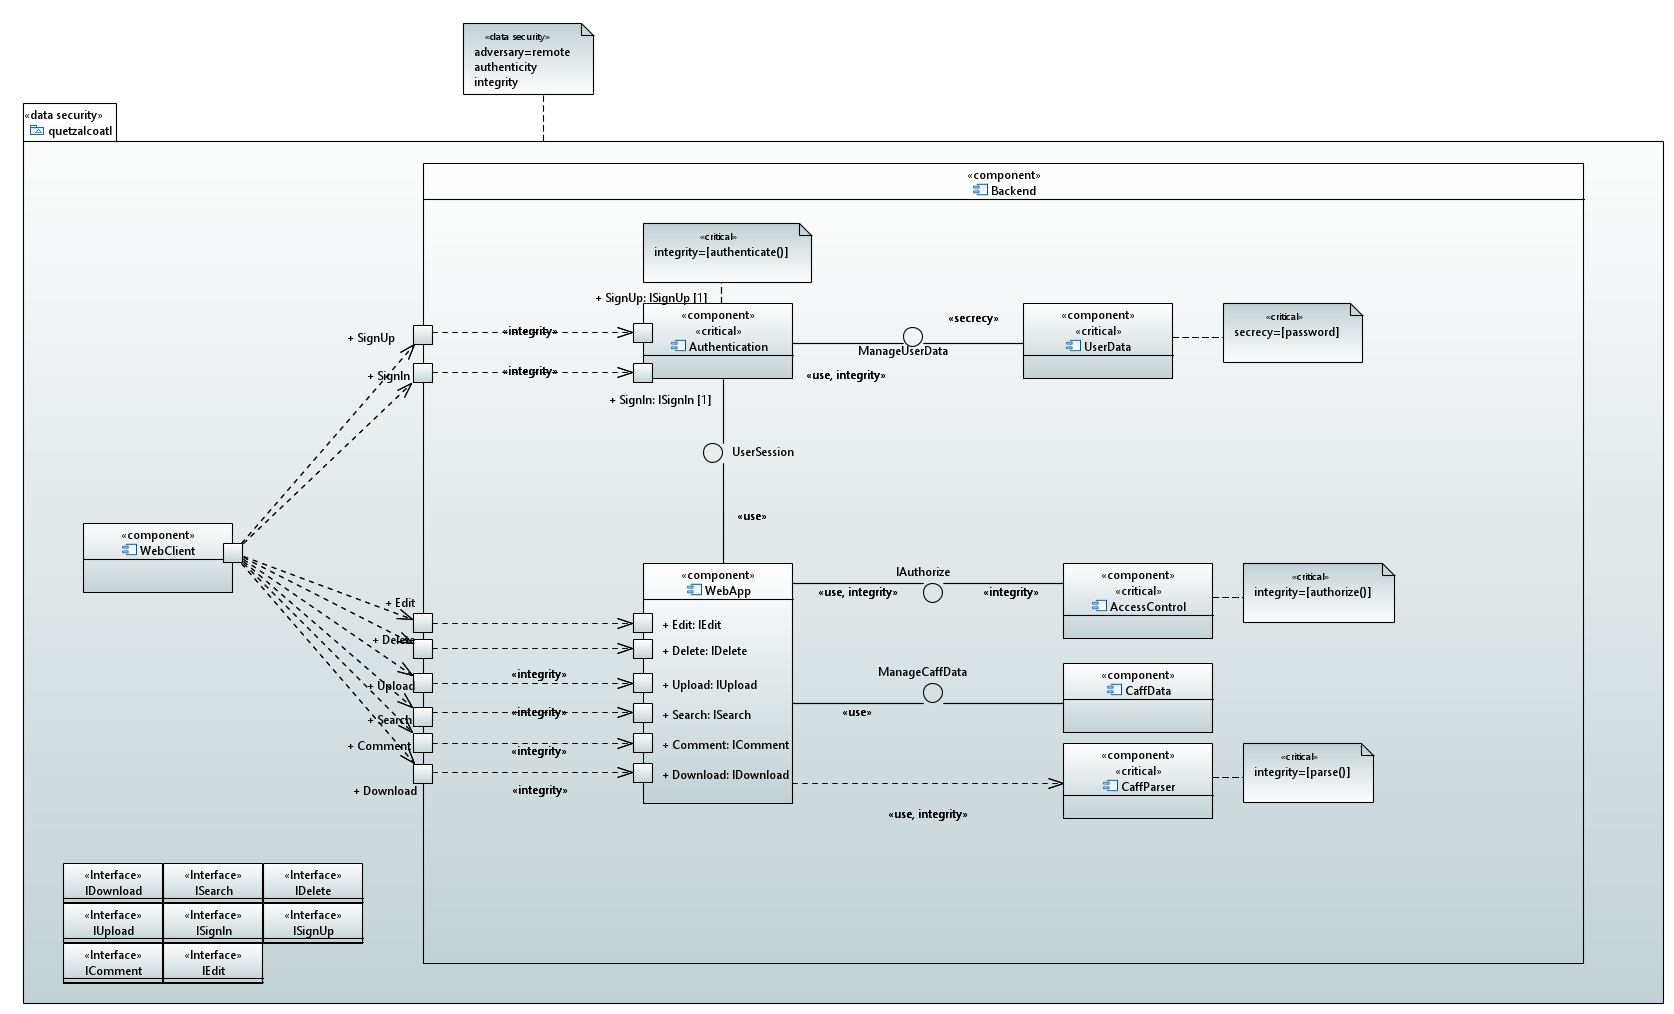 «data security»
adversary=remote
authenticity
integrity
«data security»
quetzalcoatl
«component»
Backend
«critical»
integrity=[authenticate()]
+ SignUp: ISignUp [1]
«component»
«critical»
Authentication
+ SignUp
«integrity»
+ SignIn
«integrity»
+ SignIn: ISignIn [1]
«secrecy»
ManageUserData
«use, integrity»
«component»
«critical»
UserData
«critical»
secrecy=[password]
UserSession
«use»
«component»
WebClient
«component»
WebApp
+ Edit
+ Edit: IEdit
+ Delete
+ Delete: IDelete
+ Upload
«integrity»
+ Upload: IUpload
+ Search
«integrity»
+ Search: ISearch
+ Comment
«integrity»
+ Comment: IComment
+ Download
«integrity»
+ Download: IDownload
IAuthorize
«use, integrity»
«integrity»
«component»
«critical»
AccessControl
«critical»
integrity=[authorize()]
ManageCaffData
«use»
«component»
CaffData
«component»
«critical»
CaffParser
«critical»
integrity=[parse()]
«use, integrity»
«Interface»
IDownload
«Interface»
ISearch
«Interface»
IDelete
«Interface»
IUpload
«Interface»
ISignIn
«Interface»
ISignUp
«Interface»
IComment
«Interface»
IEdit